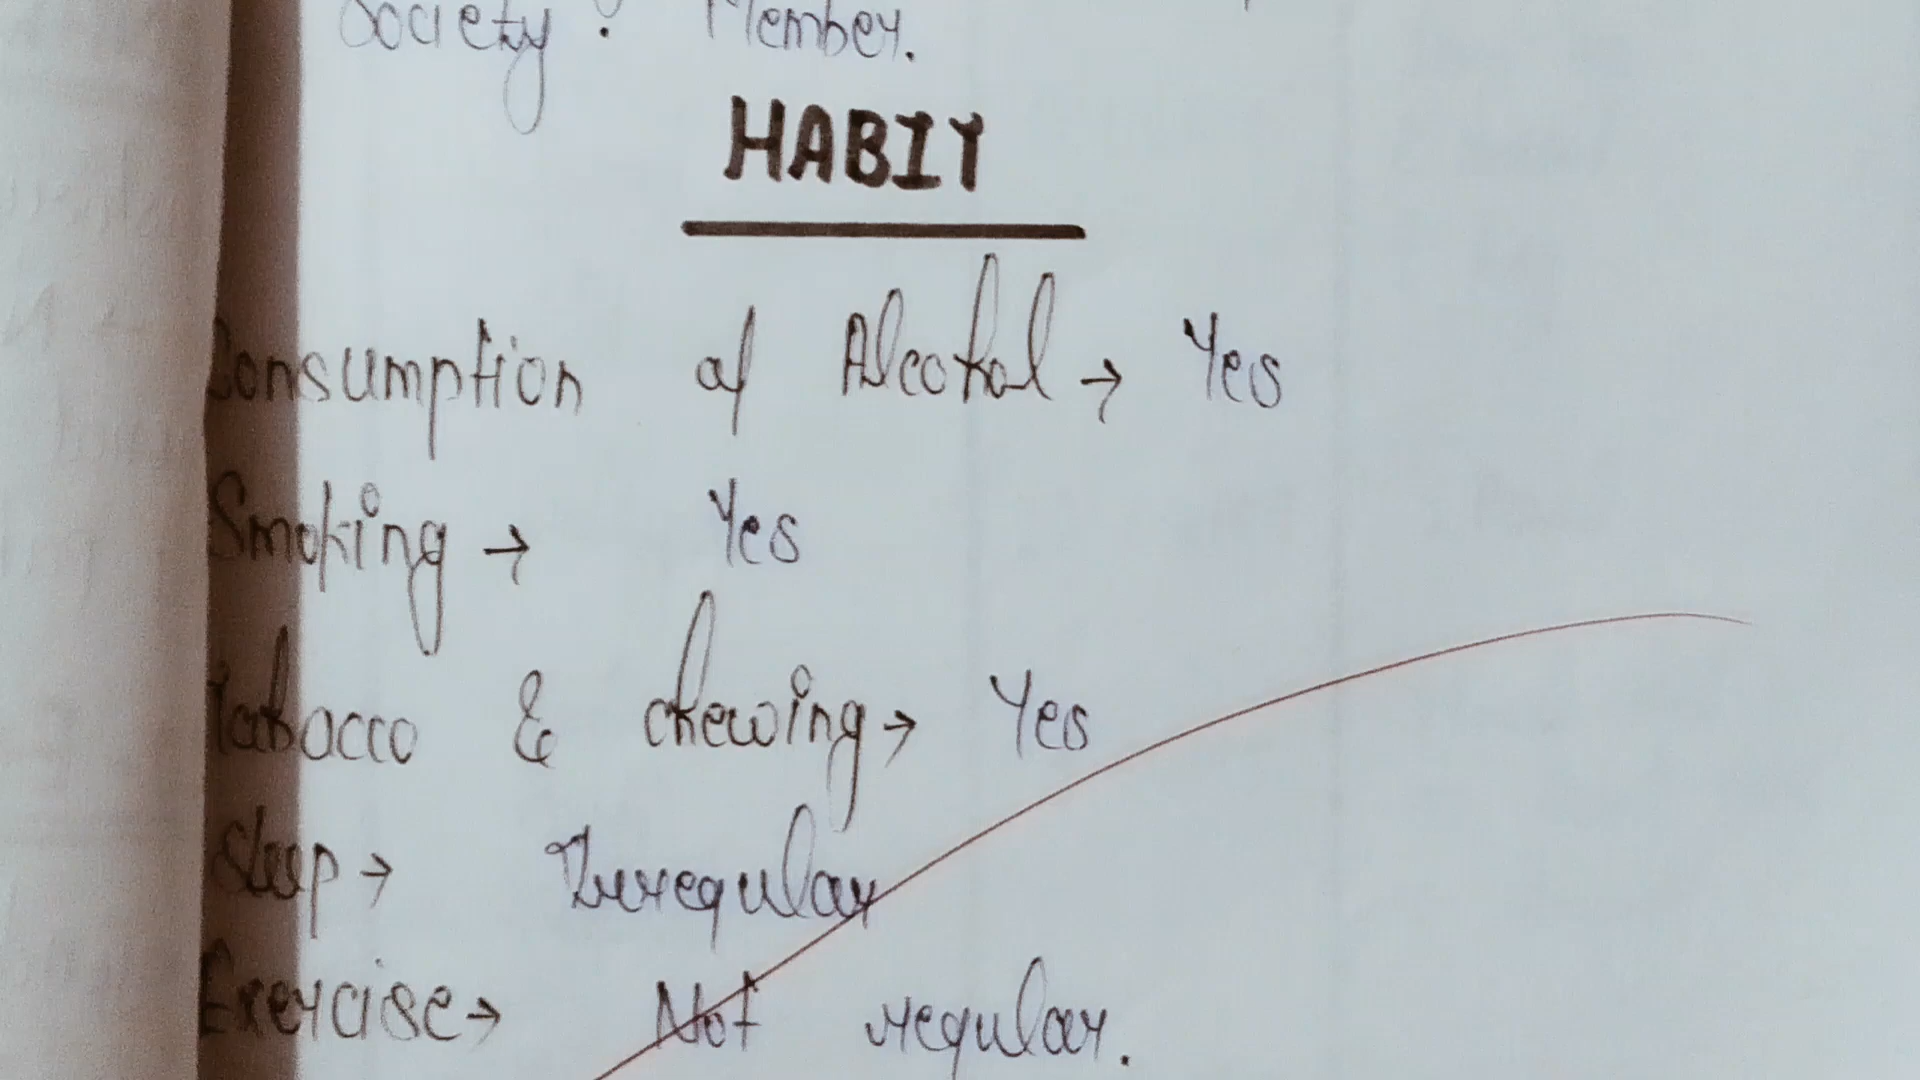 Society : Member.
HABIT
Consumption of Alcohol → Yes
Smoking → Yes
Tobacco & chewing → Yes
Sleep → Irregular
Exercise → Not regular.